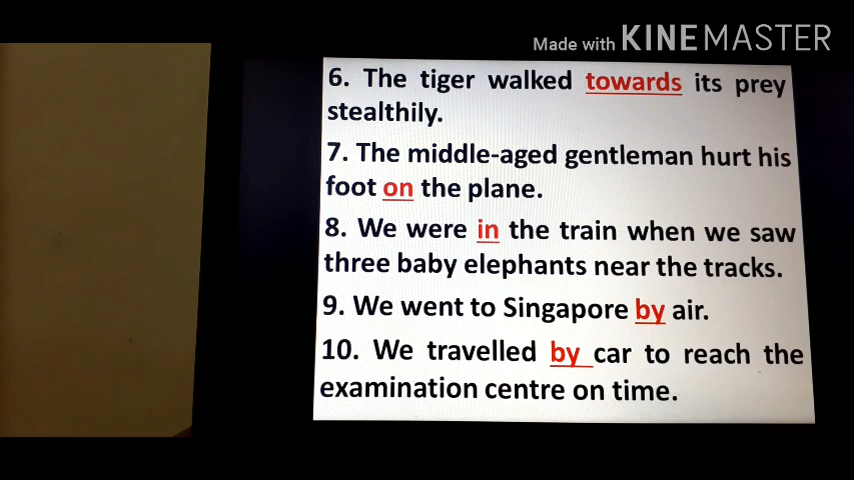 Made with KINEMASTER
6. The tiger walked towards its prey
stealthily.
7. The middle-aged gentleman hurt his
foot on the plane.
8. We were in the train when we saw
three baby elephants near the tracks.
9. We went to Singapore by air.
10. We travelled by car to reach the
examination centre on time.